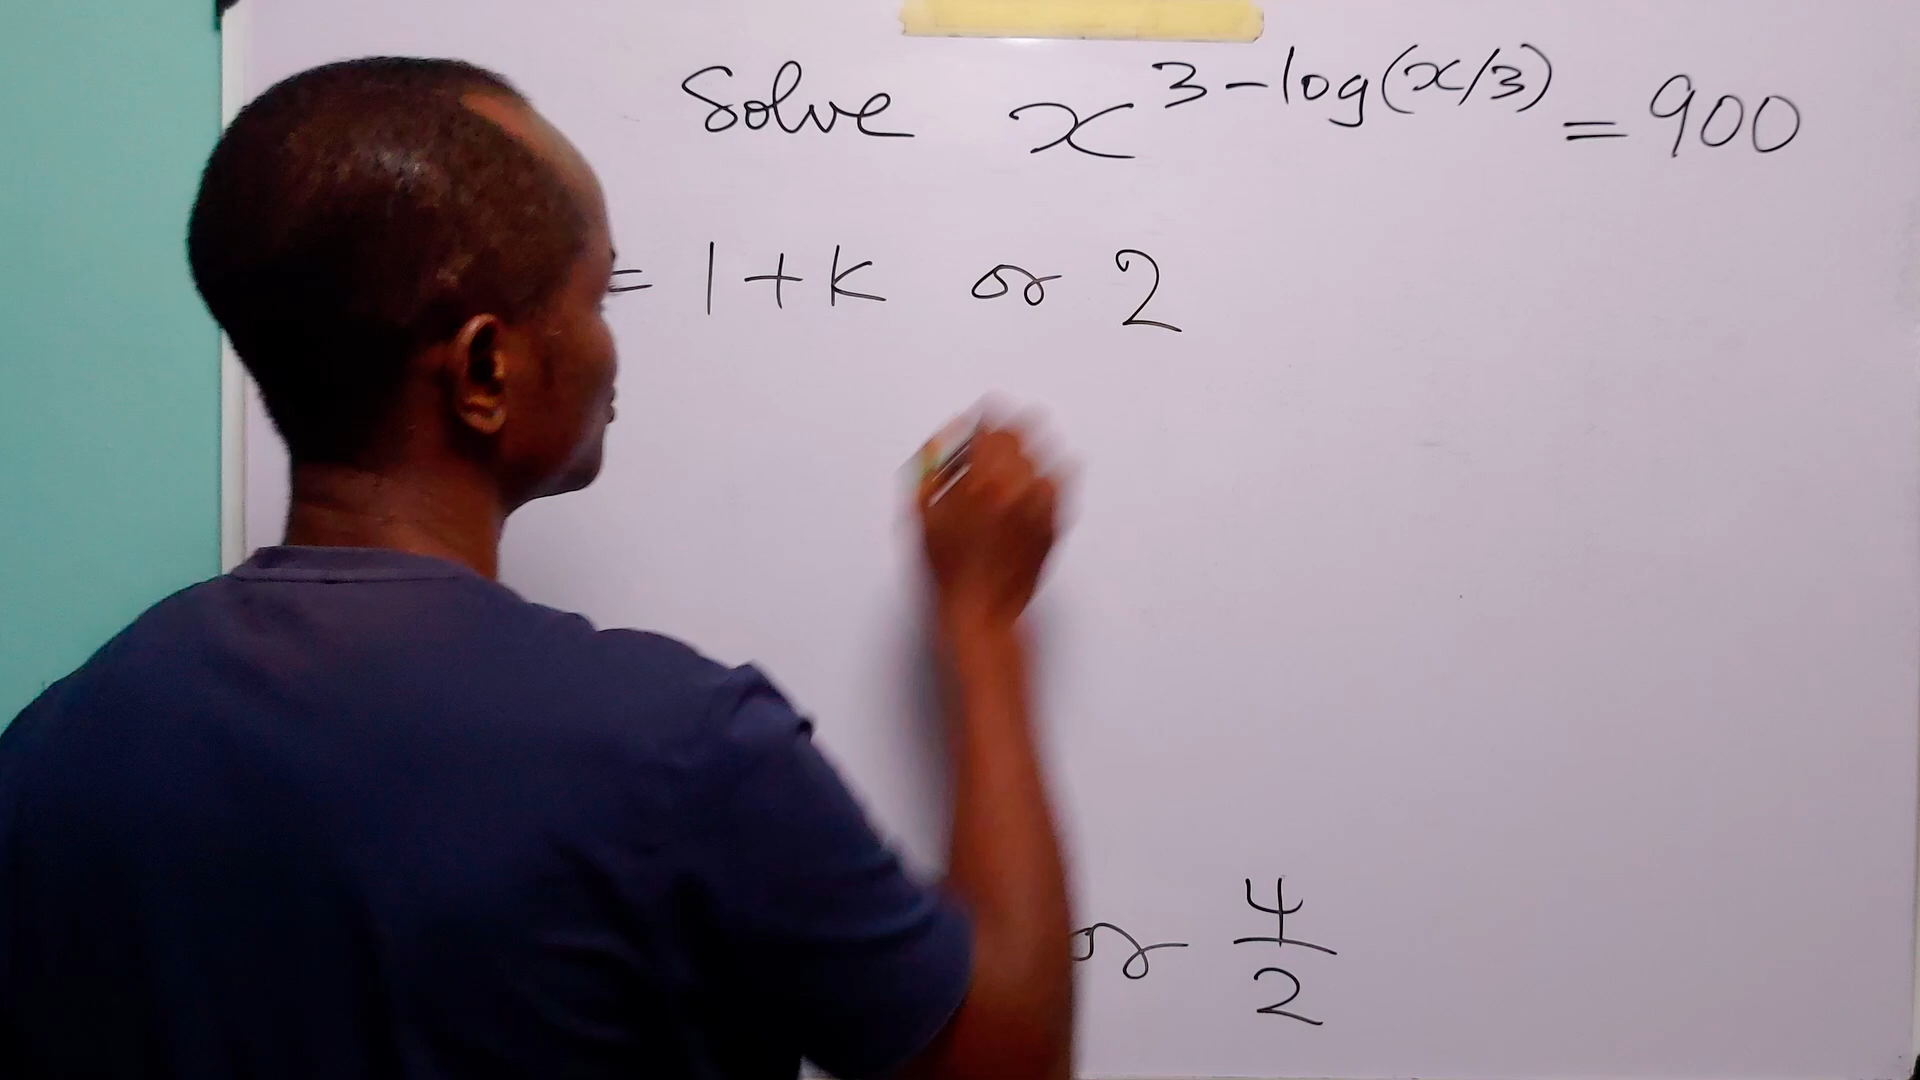 Solve x^{3-log(x/3)} = 900
= 1 + k or 2
or 4/2